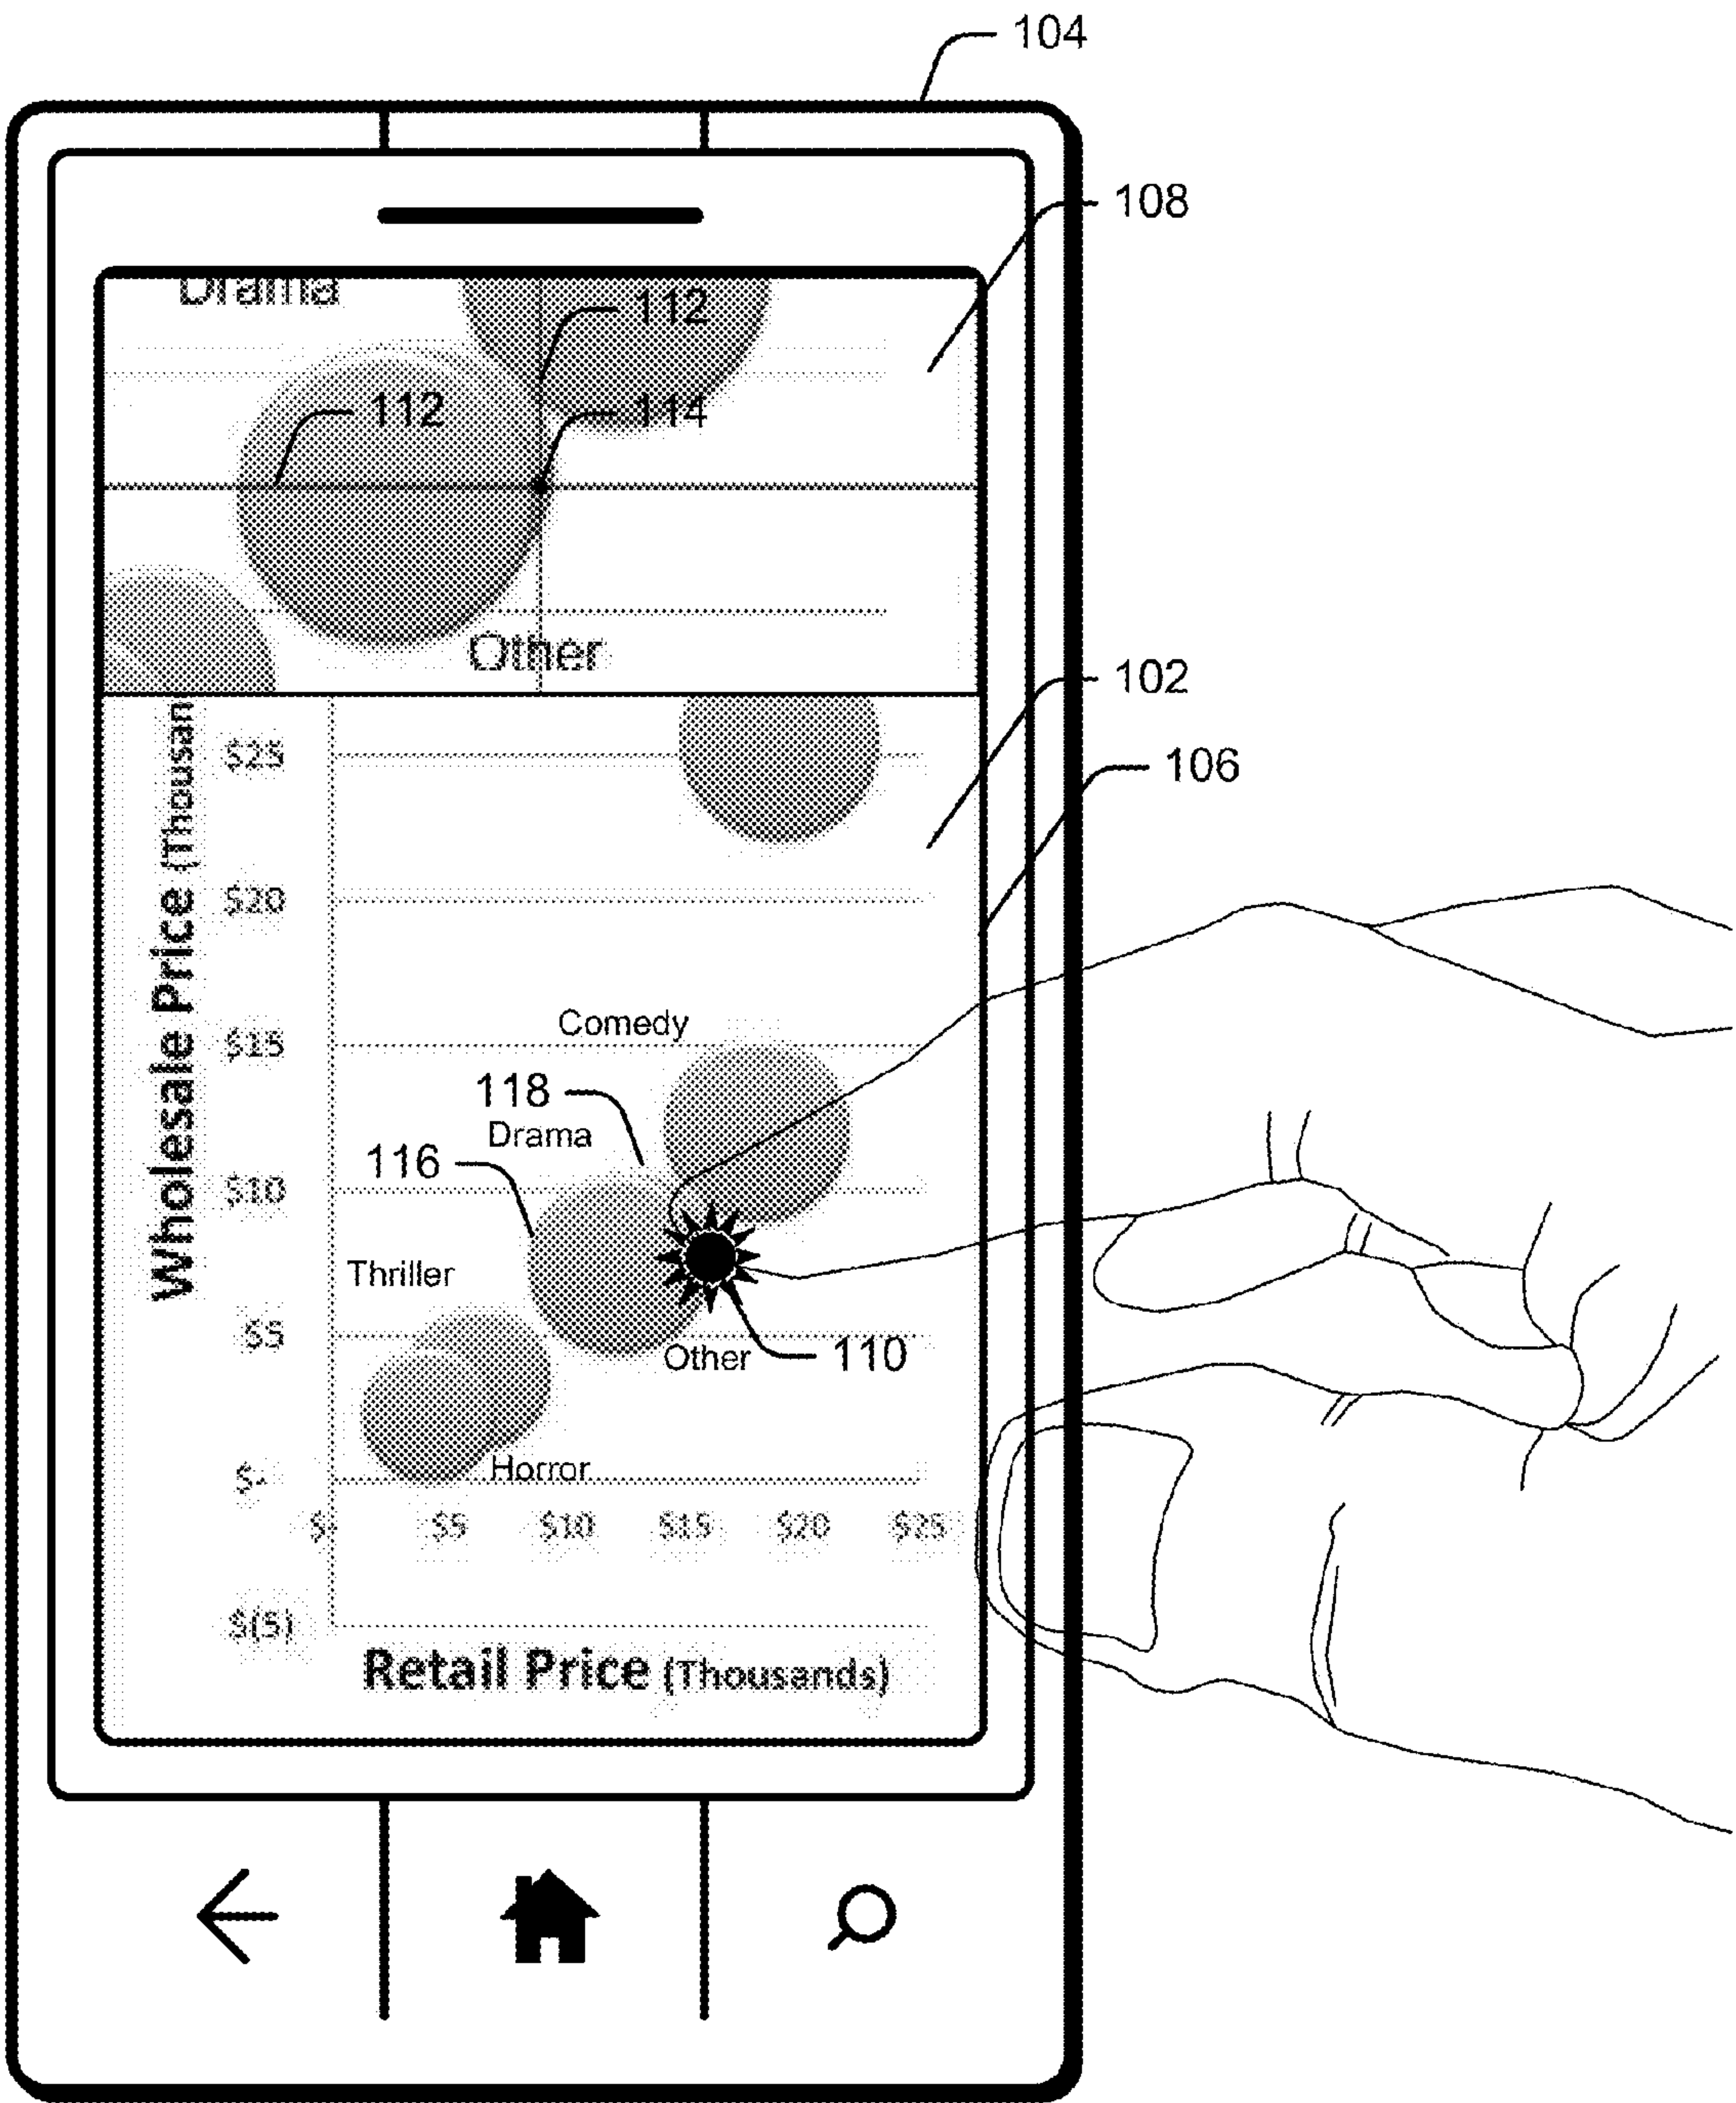 104
108
Drama
112
112
114
Other
102
106
Wholesale Price (Thousan
$25
$20
$15
$10
$5
$-
$(5)
Comedy
118
Drama
116
Thriller
Other
110
Horror
$-
$5
$10
$15
$20
$25
Retail Price (Thousands)